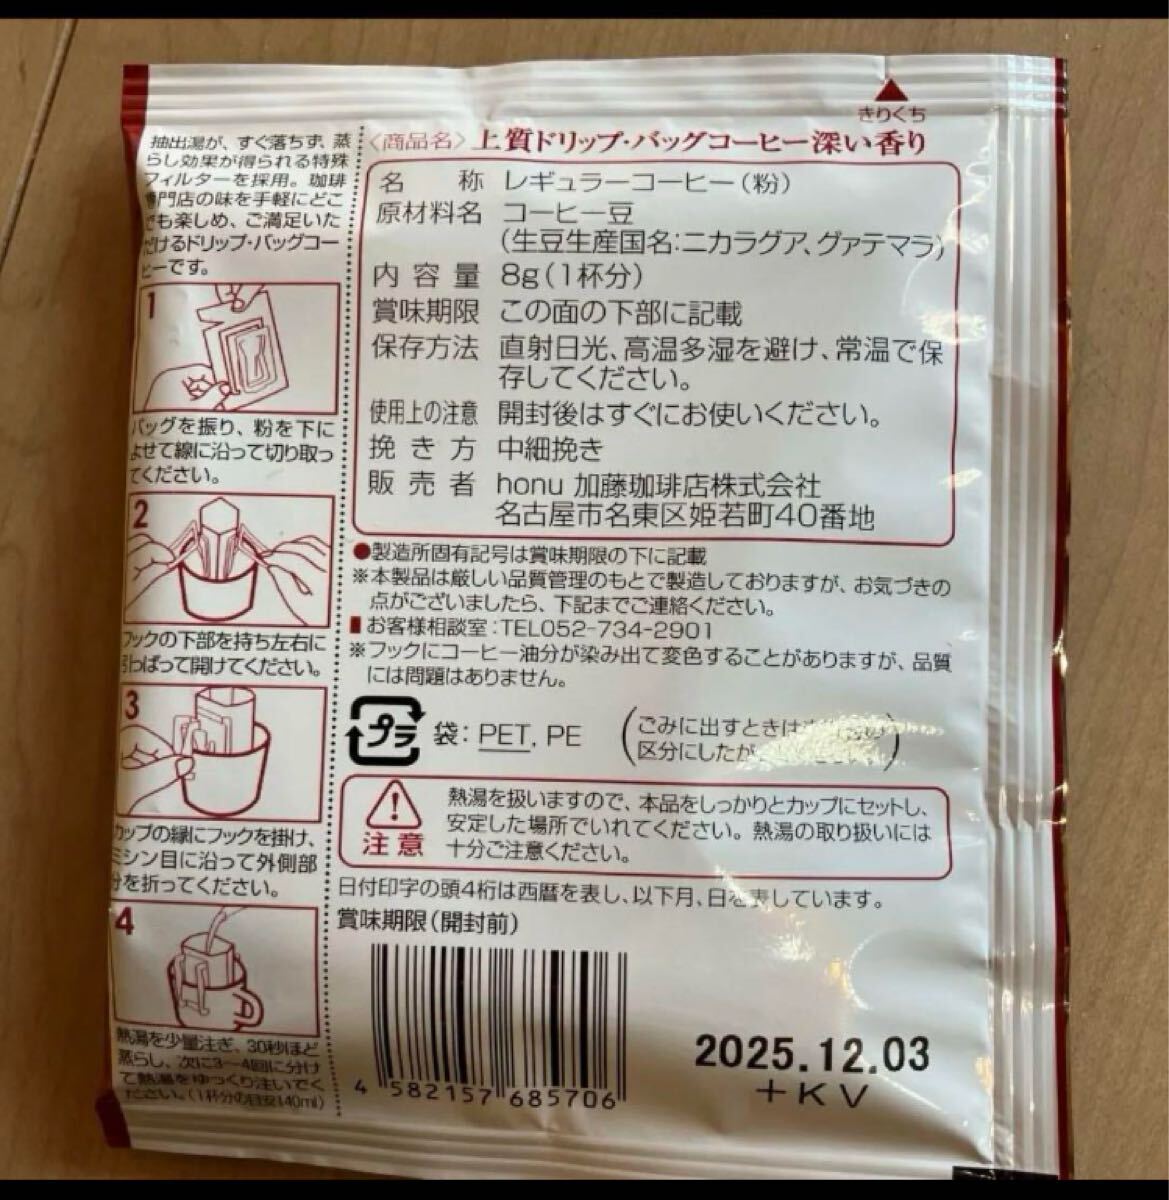 きりくち
〈商品名〉上質ドリップ・バッグコーヒー深い香り
名称 レギュラーコーヒー(粉)
原材料名 コーヒー豆
(生豆生産国名:ニカラグア、グァテマラ)
内容量 8g(1杯分)
賞味期限 この面の下部に記載
保存方法 直射日光、高温多湿を避け、常温で保
存してください。
使用上の注意 開封後はすぐにお使いください。
挽き方 中細挽き
販売者 honu 加藤珈琲店株式会社
名古屋市名東区姫若町40番地
●製造所固有記号は賞味期限の下に記載
※本製品は厳しい品質管理のもとで製造しておりますが、お気づきの
点がございましたら、下記までご連絡ください。
■お客様相談室:TEL052-734-2901
※フックにコーヒー油分が染み出て変色することがありますが、品質
には問題はありません。
プラ 袋:PET, PE
(ごみに出すときは
区分にしたが
注意
熱湯を扱いますので、本品をしっかりとカップにセットし、
安定した場所でいれてください。熱湯の取り扱いには
十分ご注意ください。
日付印字の頭4桁は西暦を表し、以下月、日を表しています。
賞味期限(開封前)
4 582157 685706
2025.12.03
+KV
抽出湯が、すぐ落ちず、蒸
らし効果が得られる特殊
フィルターを採用。珈琲
専門店の味を手軽にどこ
でも楽しめ、ご満足いた
だけるドリップ・バッグコー
ヒーです。
1
バッグを振り、粉を下に
よせて線に沿って切り取っ
てください。
2
フックの下部を持ち左右に
引っぱって開けてください。
3
カップの縁にフックを掛け、
ミシン目に沿って外側部
分を折ってください。
4
熱湯を少量注ぎ、30秒ほど
蒸らし、次に3〜4回に分け
て熱湯をゆっくり注いでく
ださい。(1杯分の目安140ml)